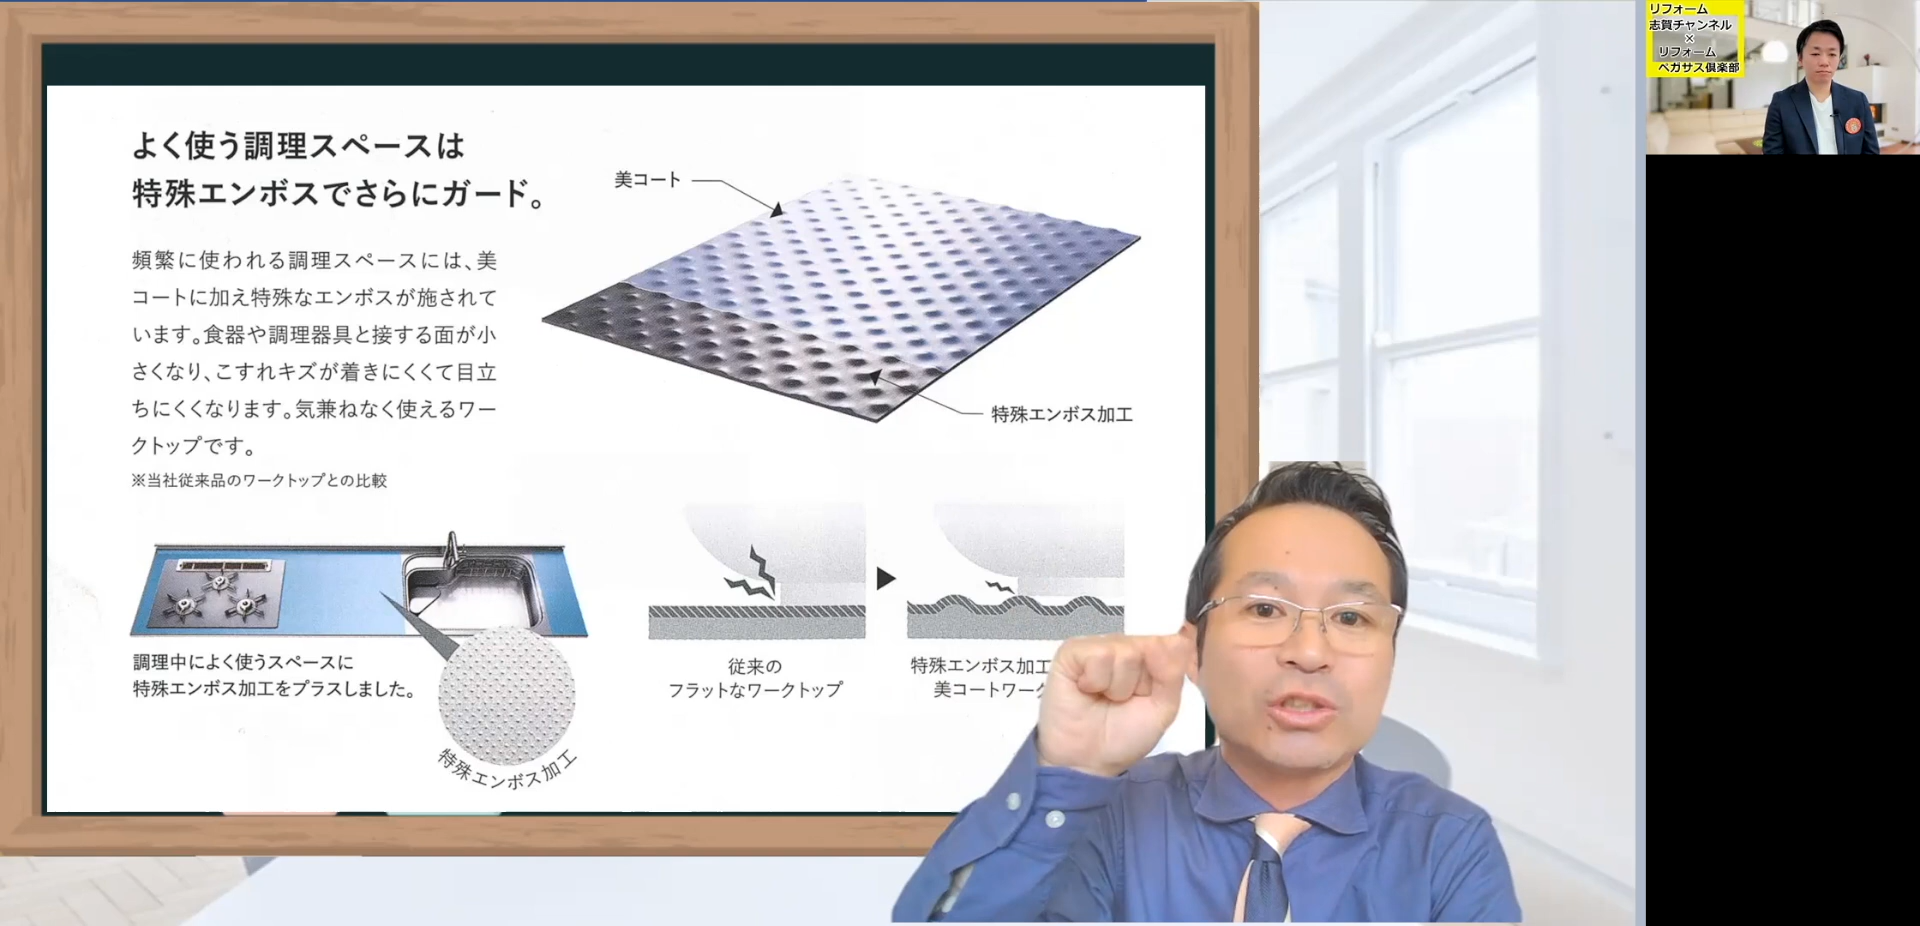 よく使う調理スペースは
特殊エンボスでさらにガード。
頻繁に使われる調理スペースには、美
コートに加え特殊なエンボスが施されて
います。食器や調理器具と接する面が小
さくなり、こすれキズが着きにくくて目立
ちにくくなります。気兼ねなく使えるワー
クトップです。
※当社従来品のワークトップとの比較
美コート
特殊エンボス加工
調理中によく使うスペースに
特殊エンボス加工をプラスしました。
特殊エンボス加工
従来の
フラットなワークトップ
特殊エンボス加工
美コートワー
リフォーム
志賀チャンネル
×
リフォーム
ペガサス倶楽部